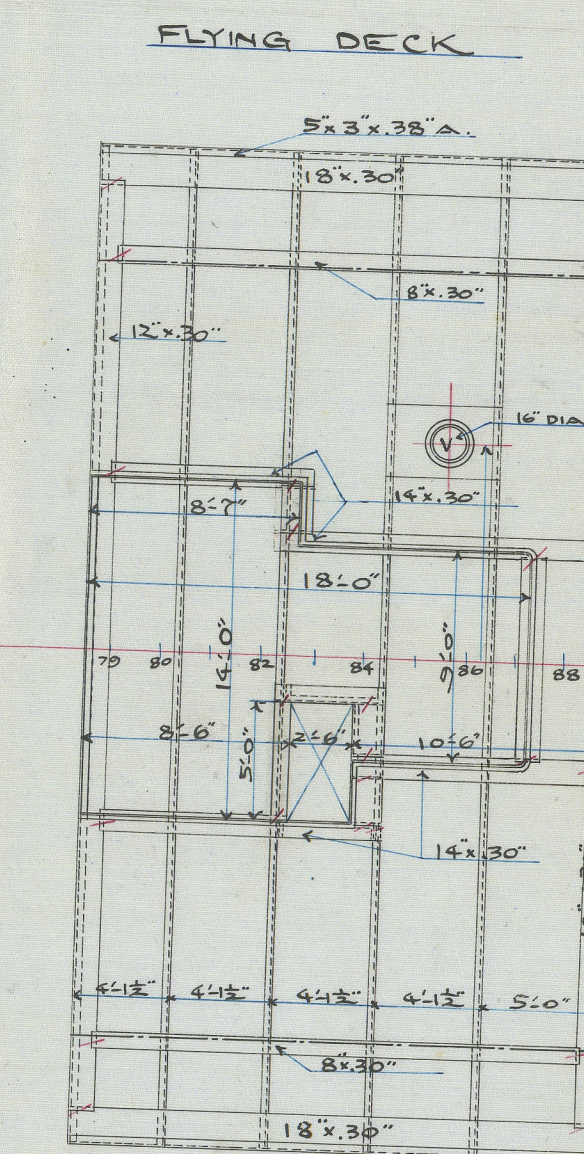 FLYING DECK
5"x 3"x .38" A.
18"x .30"
8"x .30"
12"x .30"
16" DIA
V
14"x .30"
8'-7"
18'-0"
14'-0"
9'-0"
79 80 82 84 86 88
8'-6" 2'-6" 10'-6"
5'-0"
14"x .30"
4'-1½" 4'-1½" 4'-1½" 4'-1½" 5'-0"
8"x .30"
18"x .30"